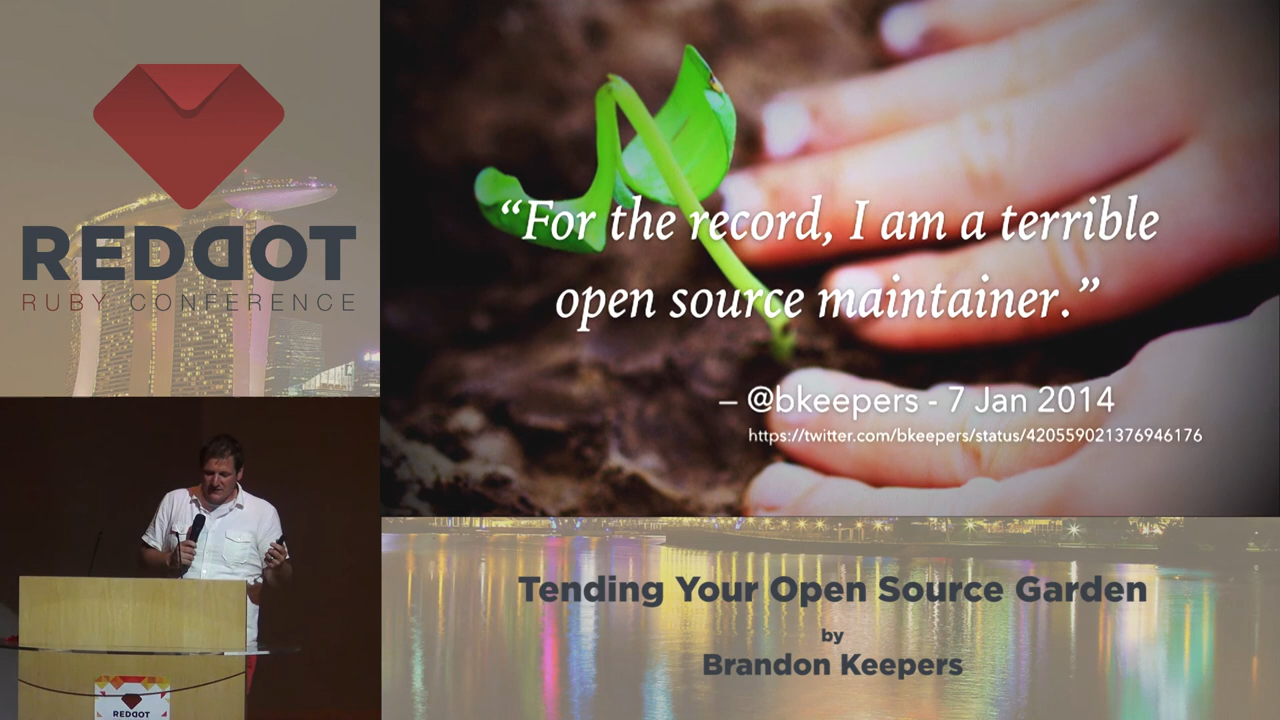 REDDOT
RUBY CONFERENCE
“For the record, I am a terrible
open source maintainer.”
– @bkeepers - 7 Jan 2014
https://twitter.com/bkeepers/status/420559021376946176
Tending Your Open Source Garden
by
Brandon Keepers
REDDOT